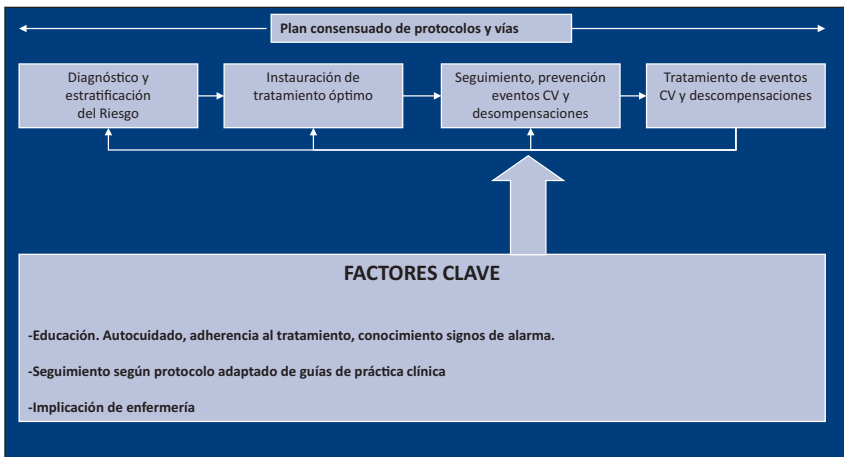 Plan consensuado de protocolos y vías
Diagnóstico y
estratificación
del Riesgo
Instauración de
tratamiento óptimo
Seguimiento, prevención
eventos CV y
desompensaciones
Tratamiento de eventos
CV y descompensaciones
FACTORES CLAVE
-Educación. Autocuidado, adherencia al tratamiento, conocimiento signos de alarma.
-Seguimiento según protocolo adaptado de guías de práctica clínica
-Implicación de enfermería